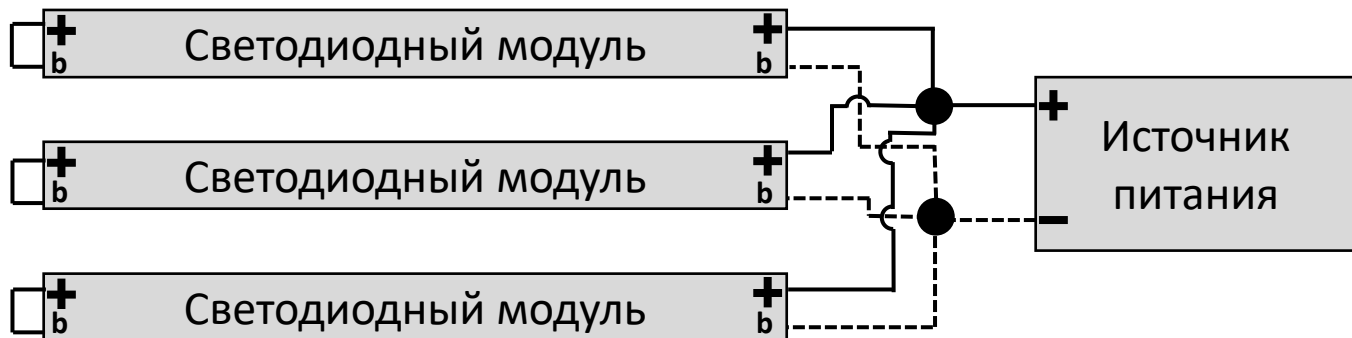 + Светодиодный модуль +
b b
+
Источник
+ Светодиодный модуль +
b b
питания
−
+ Светодиодный модуль +
b b